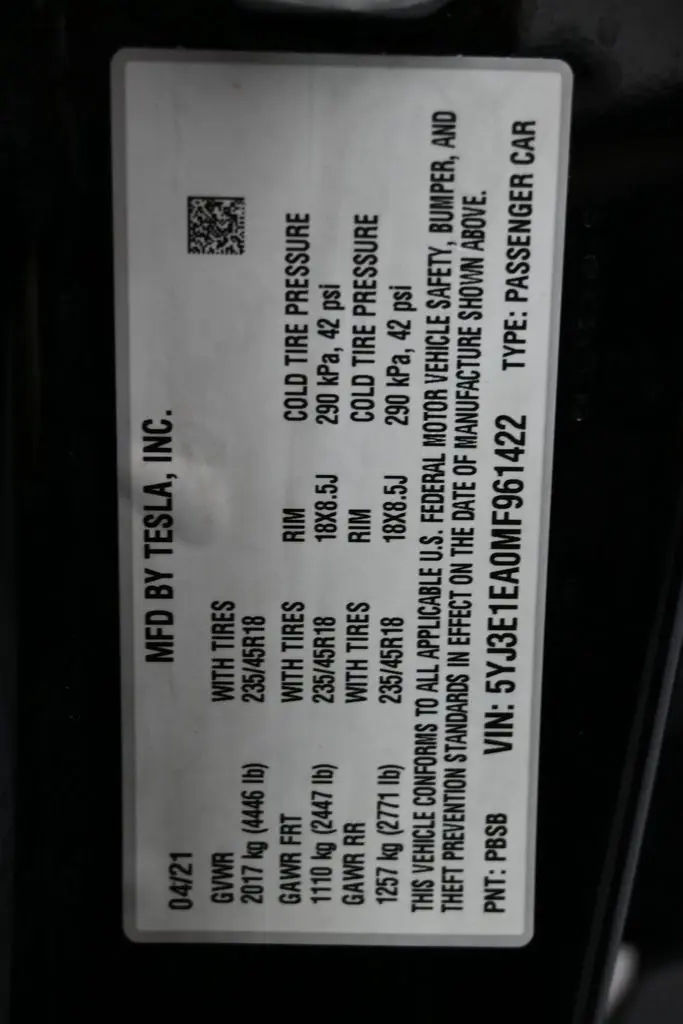 MFD BY TESLA, INC.
04/21
GVWR WITH TIRES
2017 kg (4446 lb) 235/45R18
GAWR FRT WITH TIRES RIM COLD TIRE PRESSURE
1110 kg (2447 lb) 235/45R18 18X8.5J 290 kPa, 42 psi
GAWR RR WITH TIRES RIM COLD TIRE PRESSURE
1257 kg (2771 lb) 235/45R18 18X8.5J 290 kPa, 42 psi
THIS VEHICLE CONFORMS TO ALL APPLICABLE U.S. FEDERAL MOTOR VEHICLE SAFETY, BUMPER, AND
THEFT PREVENTION STANDARDS IN EFFECT ON THE DATE OF MANUFACTURE SHOWN ABOVE.
PNT: PBSB VIN: 5YJ3E1EA0MF961422 TYPE: PASSENGER CAR